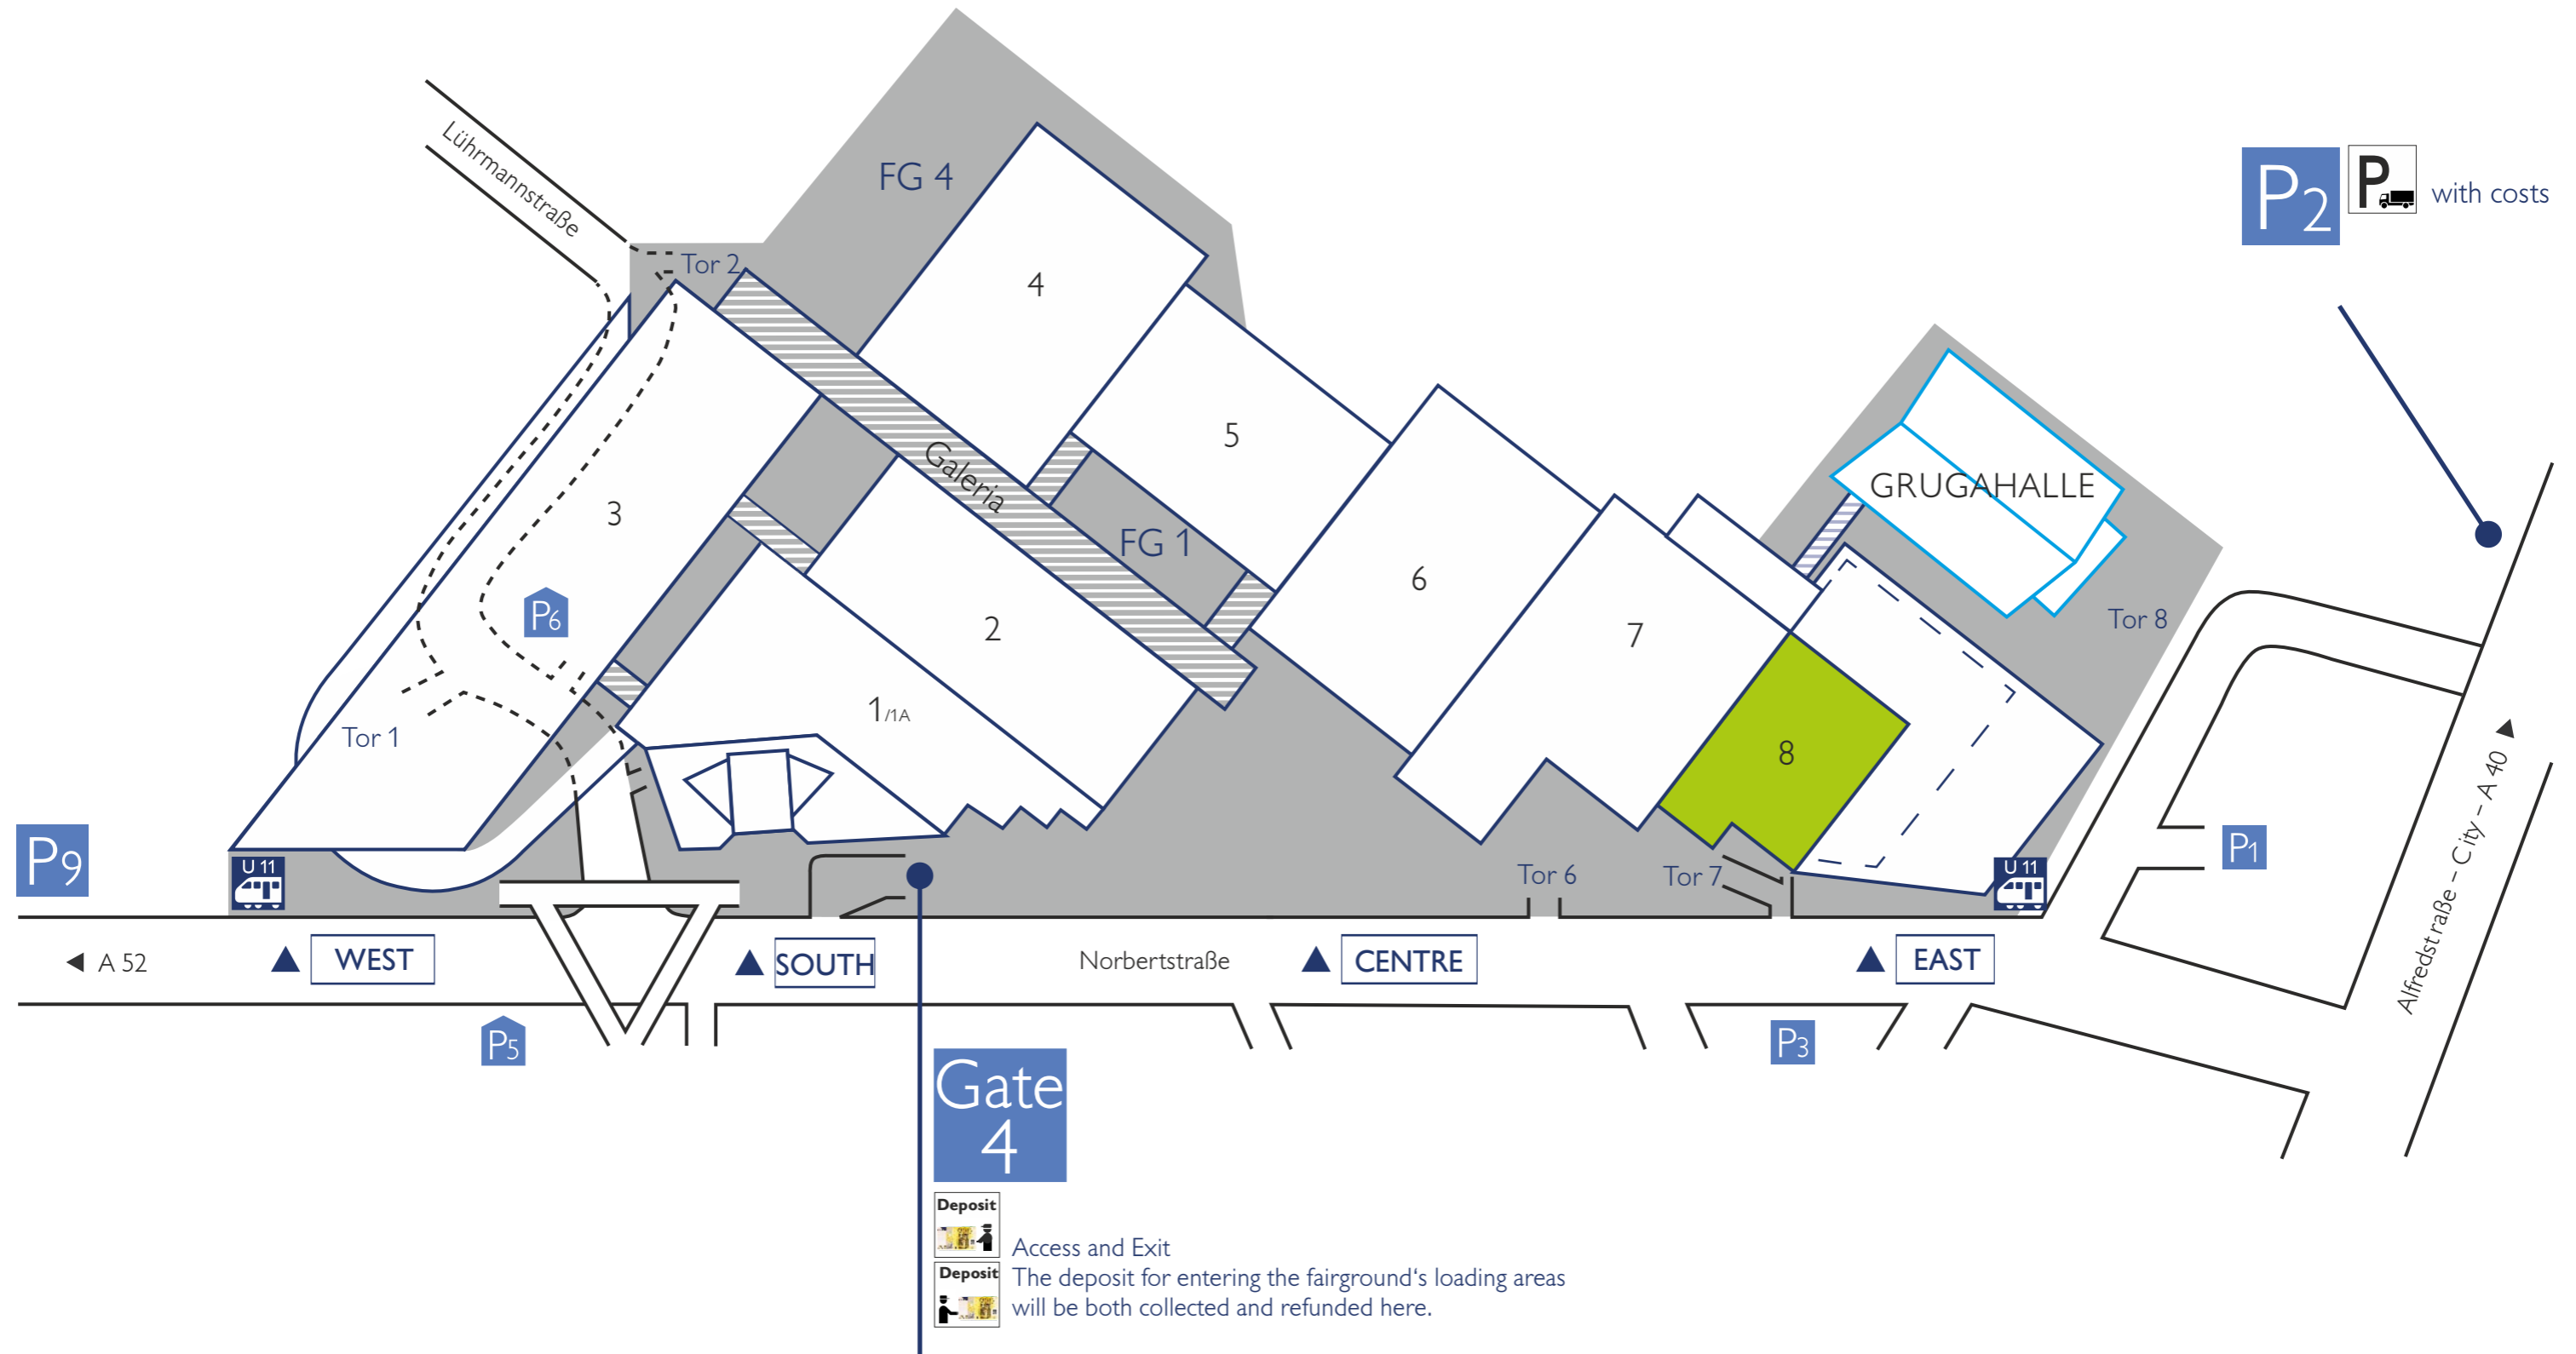 Lührmannstraße
FG 4
P2
P
with costs
Tor 2
4
5
Galeria
FG 1
GRUGAHALLE
3
6
P6
2
7
Tor 8
1/1A
Tor 1
8
P9
U 11
P1
Tor 6
Tor 7
U 11
Alfredstraße – City – A 40
A 52
WEST
SOUTH
Norbertstraße
CENTRE
EAST
P5
P3
Gate
4
Deposit
Access and Exit
Deposit
The deposit for entering the fairground‘s loading areas
will be both collected and refunded here.